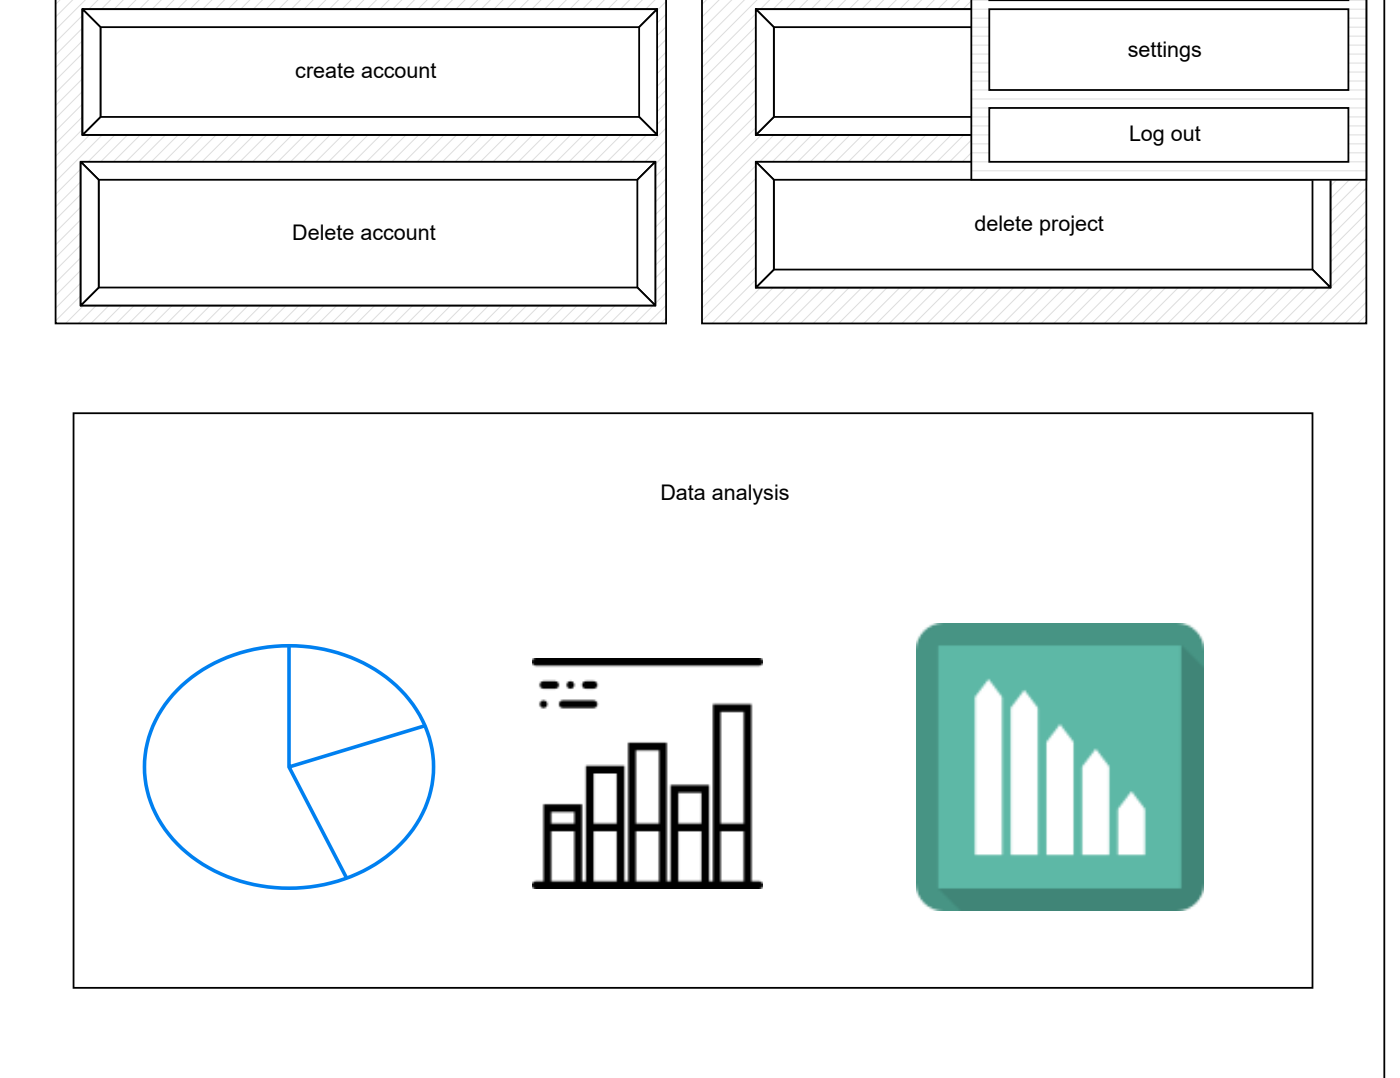 create account
settings
Log out
Delete account
delete project
Data analysis